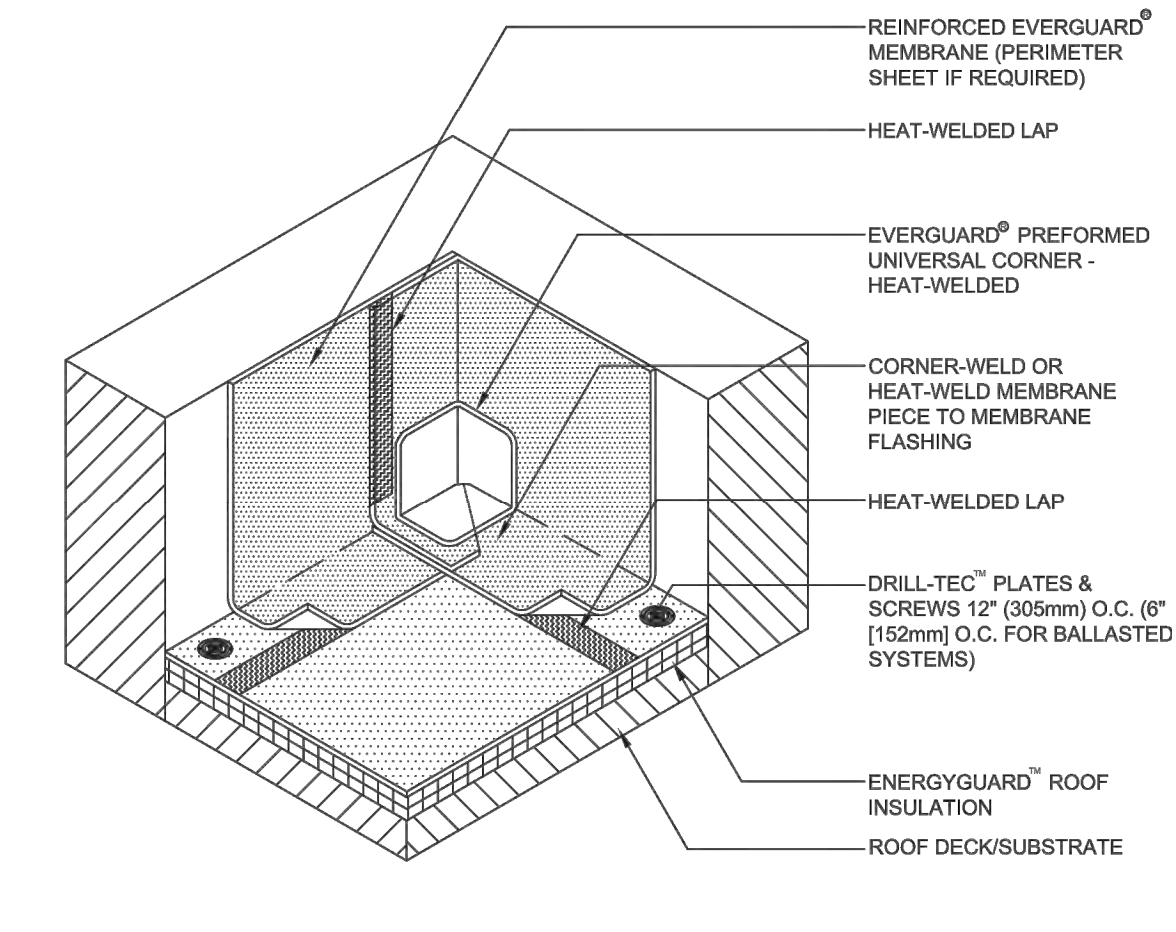 REINFORCED EVERGUARD®
MEMBRANE (PERIMETER
SHEET IF REQUIRED)
HEAT-WELDED LAP
EVERGUARD® PREFORMED
UNIVERSAL CORNER -
HEAT-WELDED
CORNER-WELD OR
HEAT-WELD MEMBRANE
PIECE TO MEMBRANE
FLASHING
HEAT-WELDED LAP
DRILL-TEC™ PLATES &
SCREWS 12" (305mm) O.C. (6"
[152mm] O.C. FOR BALLASTED
SYSTEMS)
ENERGYGUARD™ ROOF
INSULATION
ROOF DECK/SUBSTRATE